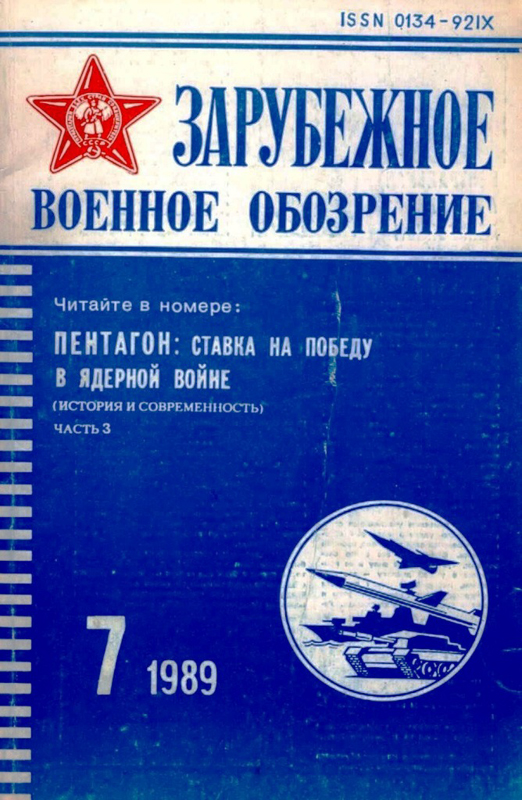 ISSN 0134-921X
ЗАРУБЕЖНОЕ
ВОЕННОЕ ОБОЗРЕНИЕ
СССР
Читайте в номере:
ПЕНТАГОН: СТАВКА НА ПОБЕДУ
В ЯДЕРНОЙ ВОЙНЕ
(ИСТОРИЯ И СОВРЕМЕННОСТЬ)
ЧАСТЬ 3
7 1989